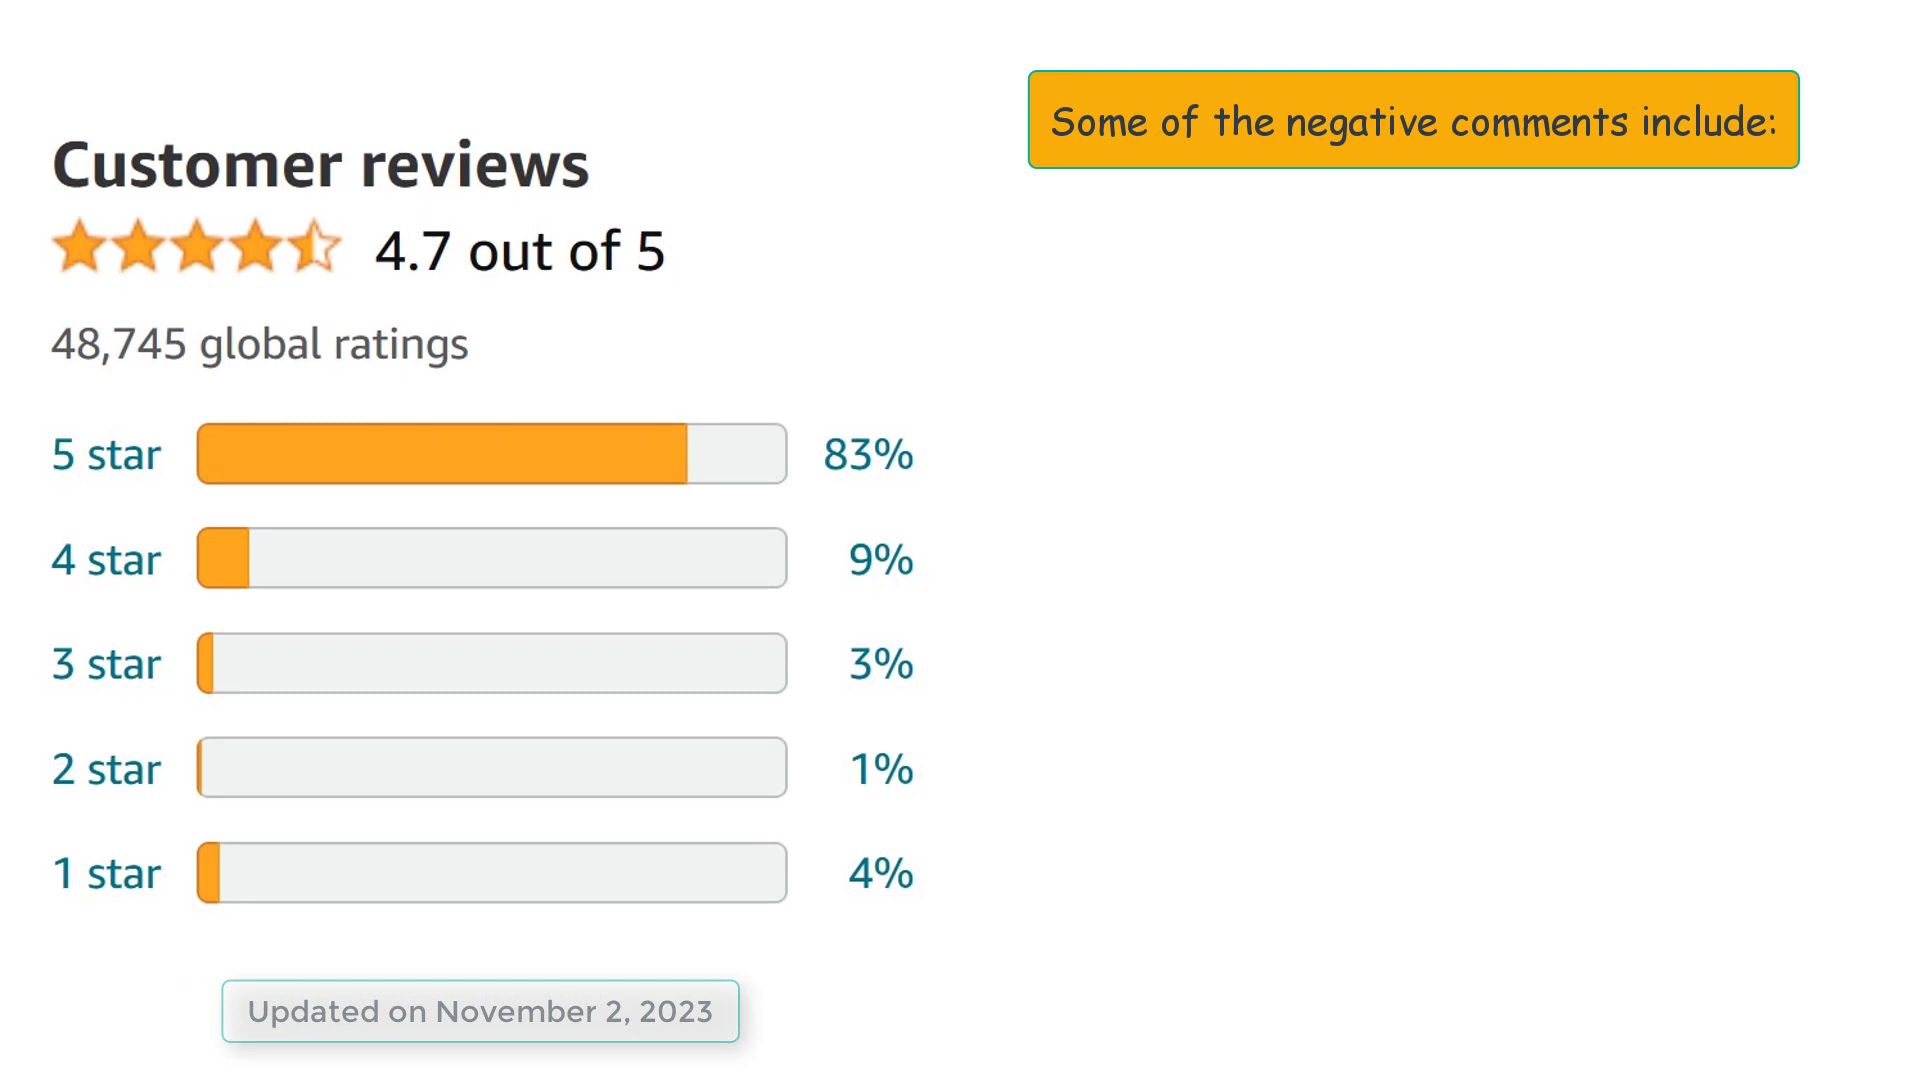 Customer reviews
4.7 out of 5
48,745 global ratings
5 star 83%
4 star 9%
3 star 3%
2 star 1%
1 star 4%
Updated on November 2, 2023
Some of the negative comments include: